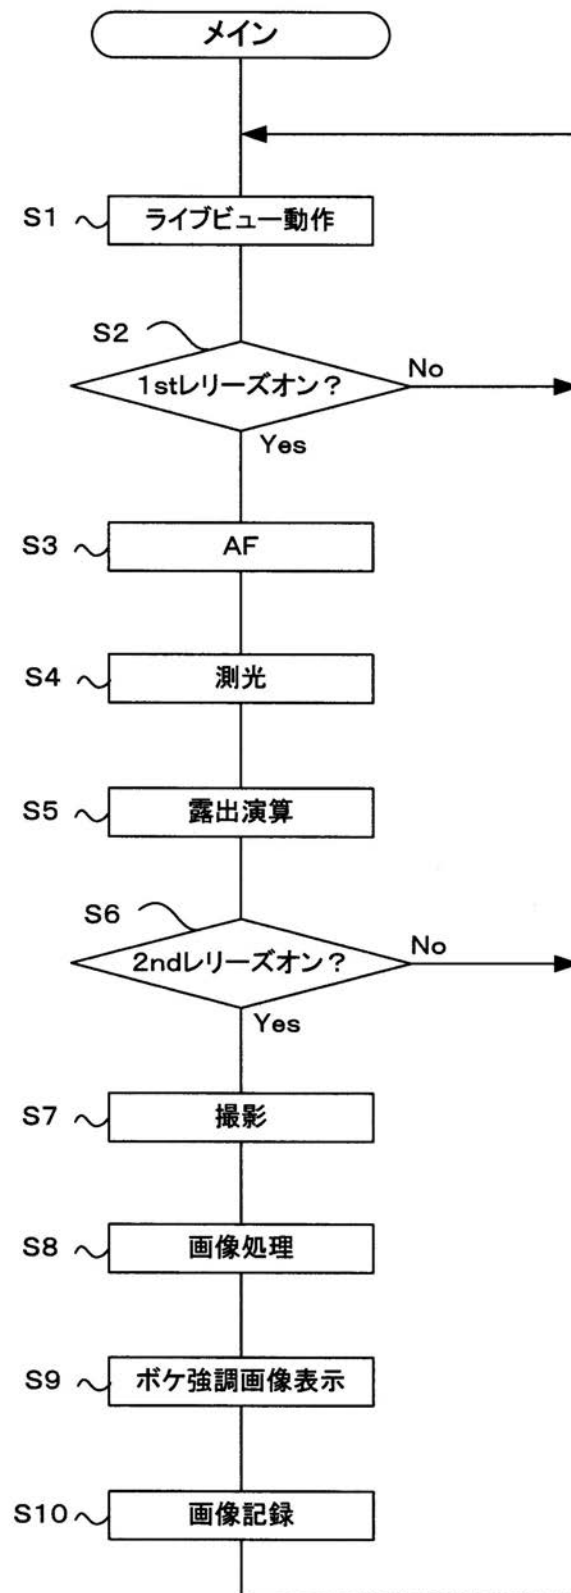 メイン
S1 ライブビュー動作
S2
1stレリーズオン？ No
Yes
S3 AF
S4 測光
S5 露出演算
S6
2ndレリーズオン？ No
Yes
S7 撮影
S8 画像処理
S9 ボケ強調画像表示
S10 画像記録